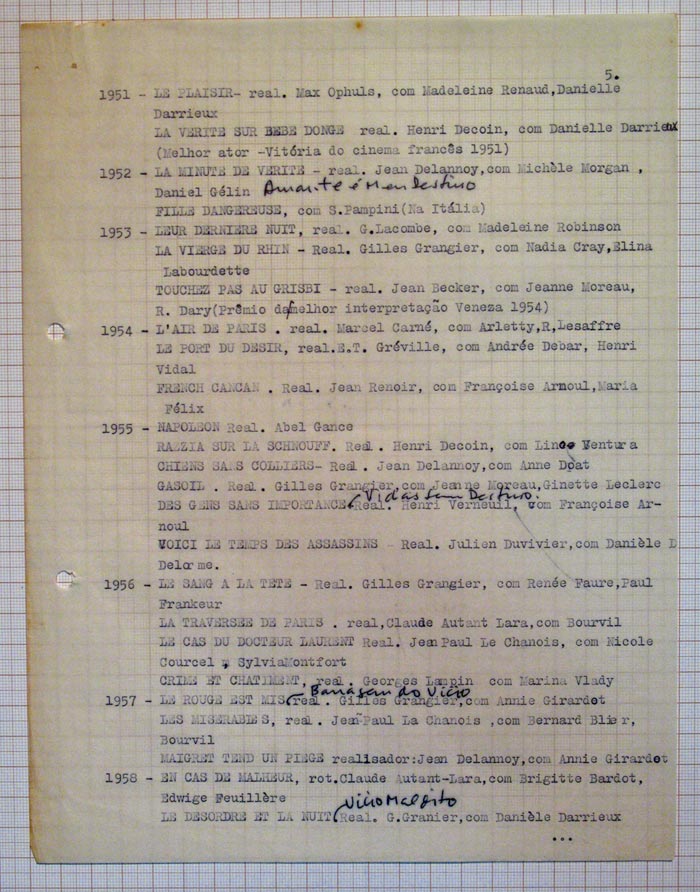 5.
1951 - LE PLAISIR- real. Max Ophuls, com Madeleine Renaud,Danielle
Darrieux
LA VERITE SUR BEBE DONGE real. Henri Decoin, com Danielle Darrieux
(Melhor ator -Vitória do cinema francês 1951)
1952 - LA MINUTE DE VERITE - real. Jean Delannoy,com Michèle Morgan ,
Daniel Gélin Amante é Meu Destino
FILLE DANGEREUSE, com S.Pampini(Na Itália)
1953 - LEUR DERNIERE NUIT, real. G.Lacombe, com Madeleine Robinson
LA VIERGE DU RHIN - Real. Gilles Grangier, com Nadia Cray,Elina
Labourdette
TOUCHEZ PAS AU GRISBI - real. Jean Becker, com Jeanne Moreau,
R. Dary(Prêmio da melhor interpretação Veneza 1954)
1954 - L'AIR DE PARIS . real. Marcel Carné, com Arletty,R,Lesaffre
LE PORT DU DESIR, real.E.T. Gréville, com Andrée Debar, Henri
Vidal
FRENCH CANCAN . Real. Jean Renoir, com Françoise Arnoul,Maria
Félix
1955 - NAPOLEON Real. Abel Gance
RAZZIA SUR LA SCHNOUFF. Real . Henri Decoin, com Lino Ventura
CHIENS SANS COLLIERS- Real . Jean Delannoy,com Anne Doat
GASOIL . Real. Gilles Grangier,com Jeanne Moreau,Ginette Leclerc
Vidas sem Destino.
DES GENS SANS IMPORTANCE Real. Henri Verneuil, com Françoise Ar-
noul
VOICI LE TEMPS DES ASSASSINS - Real. Julien Duvivier,com Danièle D
Delorme.
1956 - LE SANG A LA TETE - Real. Gilles Grangier, com Renée Faure,Paul
Frankeur
LA TRAVERSEE DE PARIS . real,Claude Autant Lara,com Bourvil
LE CAS DU DOCTEUR LAURENT Real. Jean Paul Le Chanois, com Nicole
Courcel , SylviaMontfort
CRIME ET CHATIMENT, real. Georges Lampin com Marina Vlady
do Vício
1957 - LE ROUGE EST MIS real. Gilles Grangier,com Annie Girardot
LES MISERABLES, real. Jean-Paul La Chanois ,com Bernard Blier,
Bourvil
MAIGRET TEND UN PIEGE realisador:Jean Delannoy,com Annie Girardot
1958 - EN CAS DE MALHEUR, rot.Claude Autant-Lara,com Brigitte Bardot,
Edwige Feuillère
Vício Maldito
LE DESORDRE ET LA NUIT Real. G.Granier,com Danièle Darrieux
...